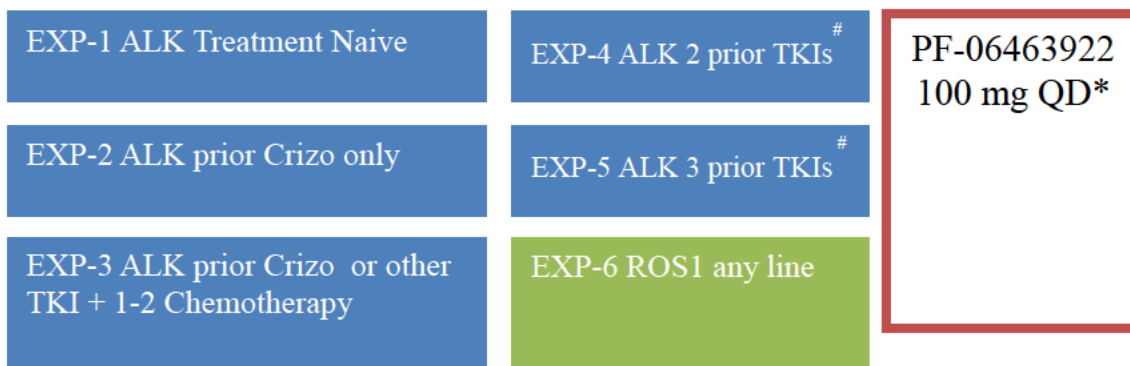 EXP-1 ALK Treatment Naive
EXP-2 ALK prior Crizo only
EXP-3 ALK prior Crizo or other
TKI + 1-2 Chemotherapy
EXP-4 ALK 2 prior TKIs#
EXP-5 ALK 3 prior TKIs#
EXP-6 ROS1 any line
PF-06463922
100 mg QD*